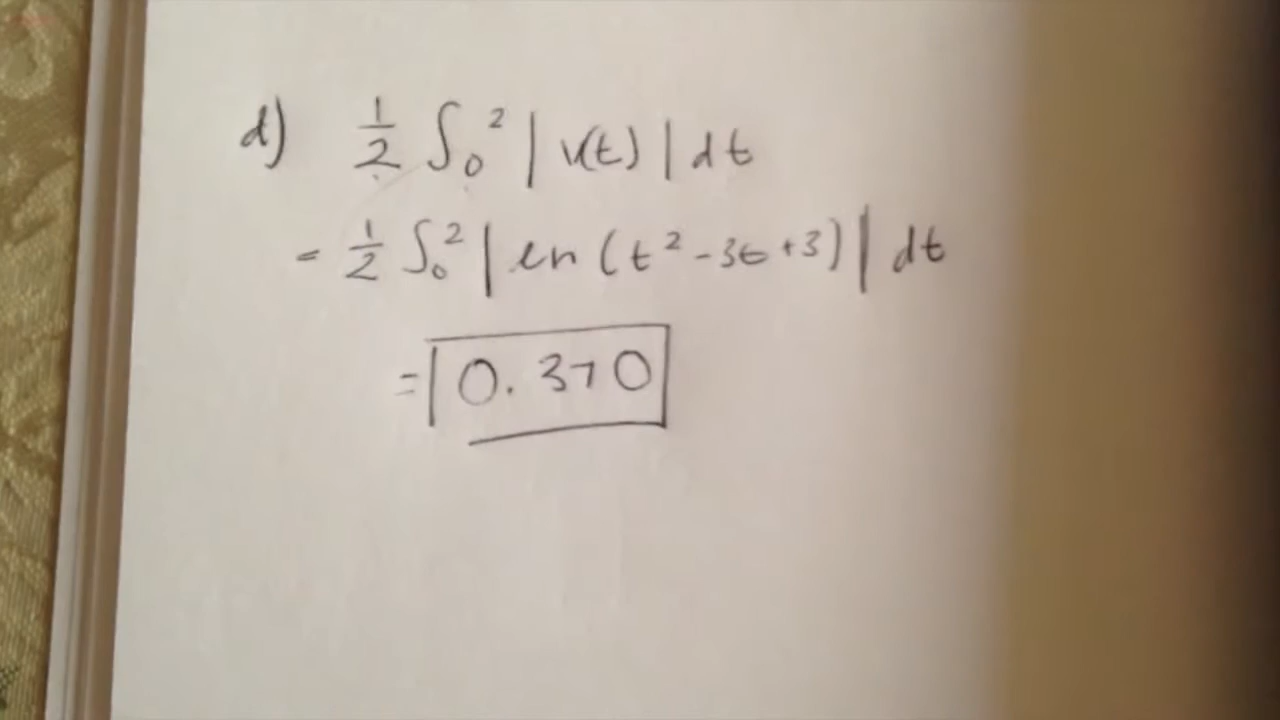 d) 1/2 ∫₀² | v(t) | dt
= 1/2 ∫₀² | ln (t² - 3t + 3) | dt
= 0.370